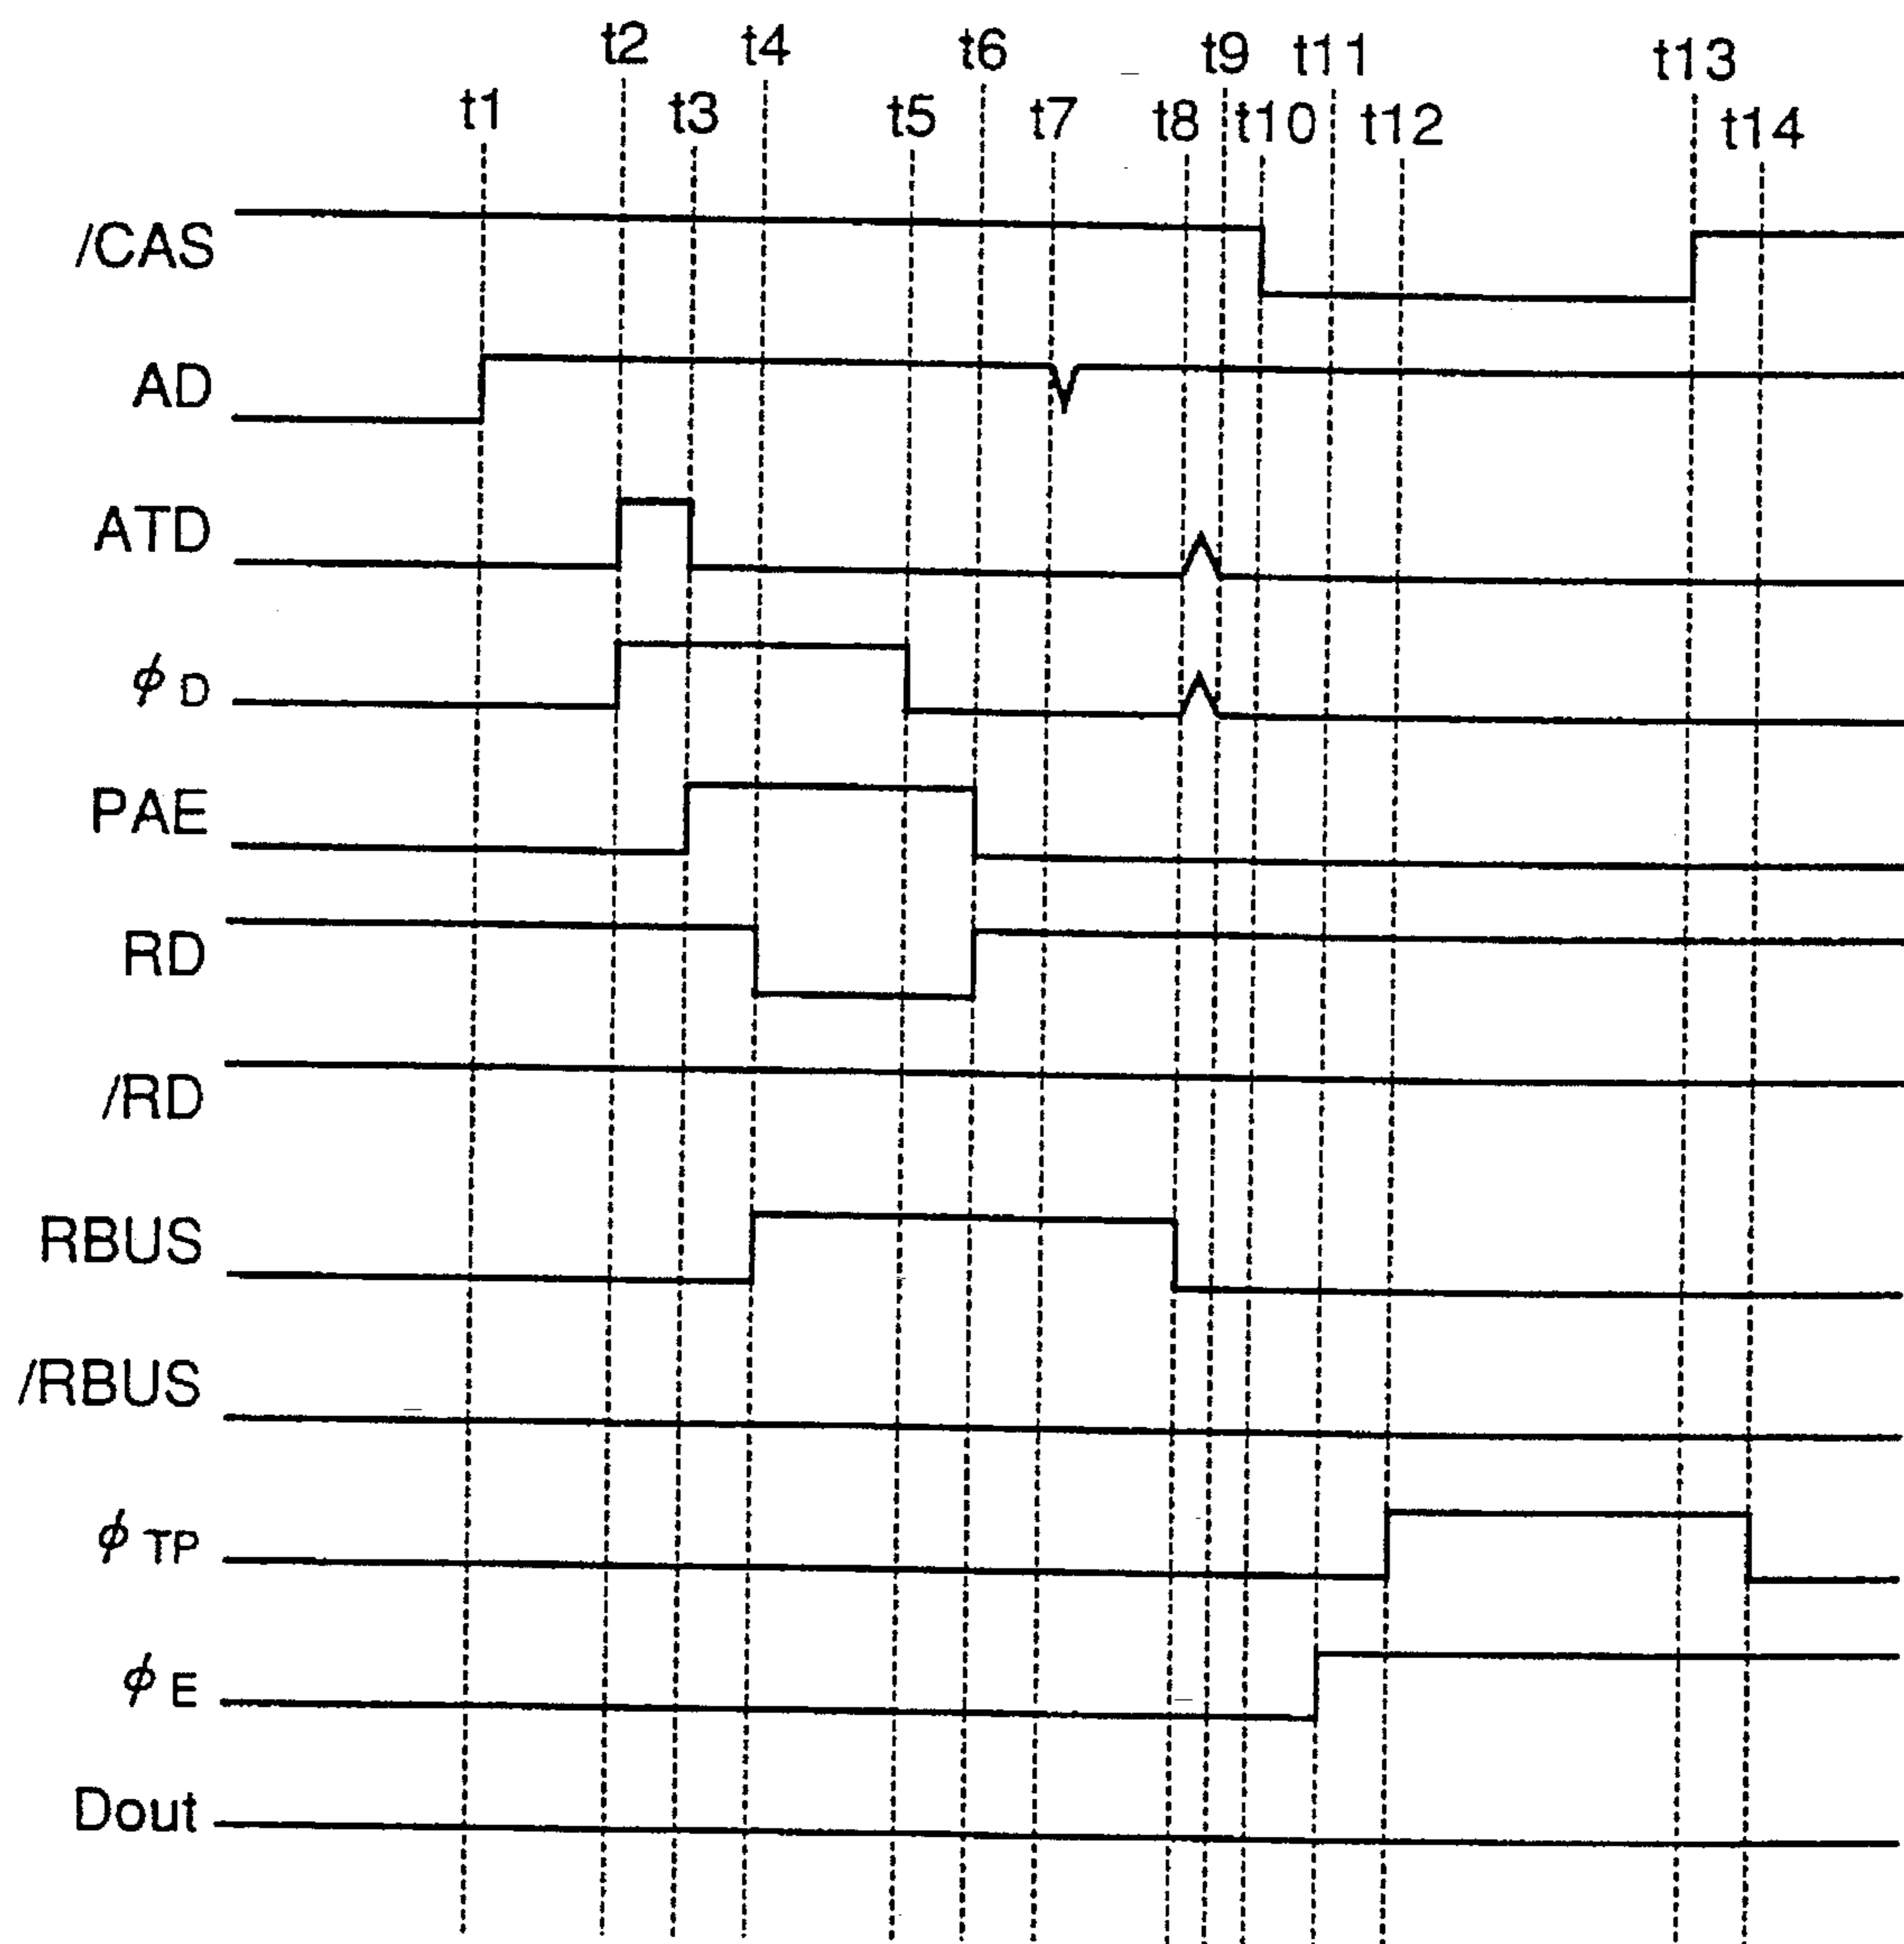 t2 t4 t6 t9 t11 t13
t1 t3 t5 t7 t8 t10 t12 t14
/CAS
AD
ATD
ϕ D
PAE
RD
/RD
RBUS
/RBUS
ϕ TP
ϕ E
Dout